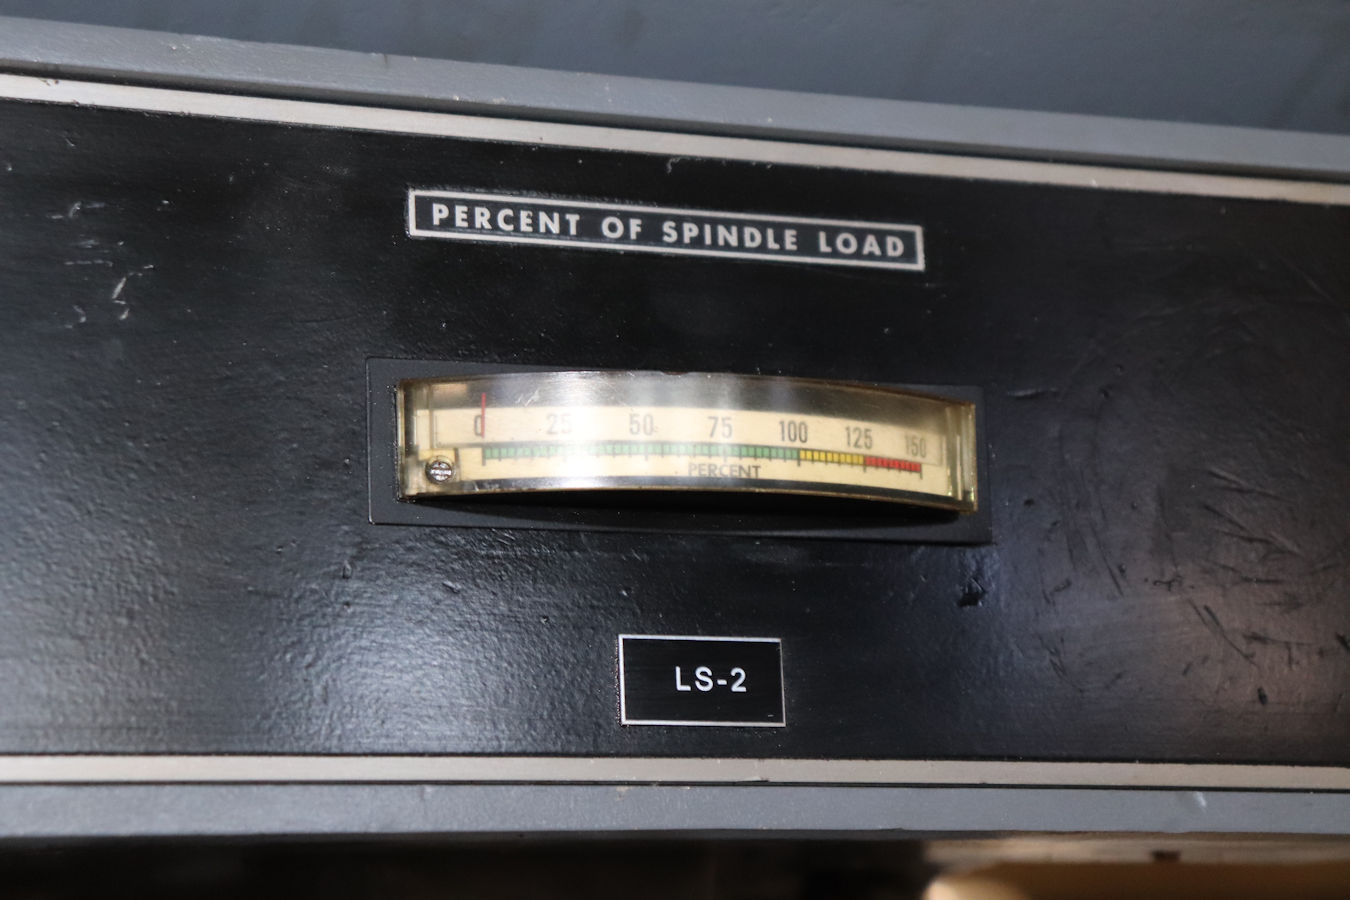 PERCENT OF SPINDLE LOAD
0 25 50 75 100 125 150
PERCENT
LS-2